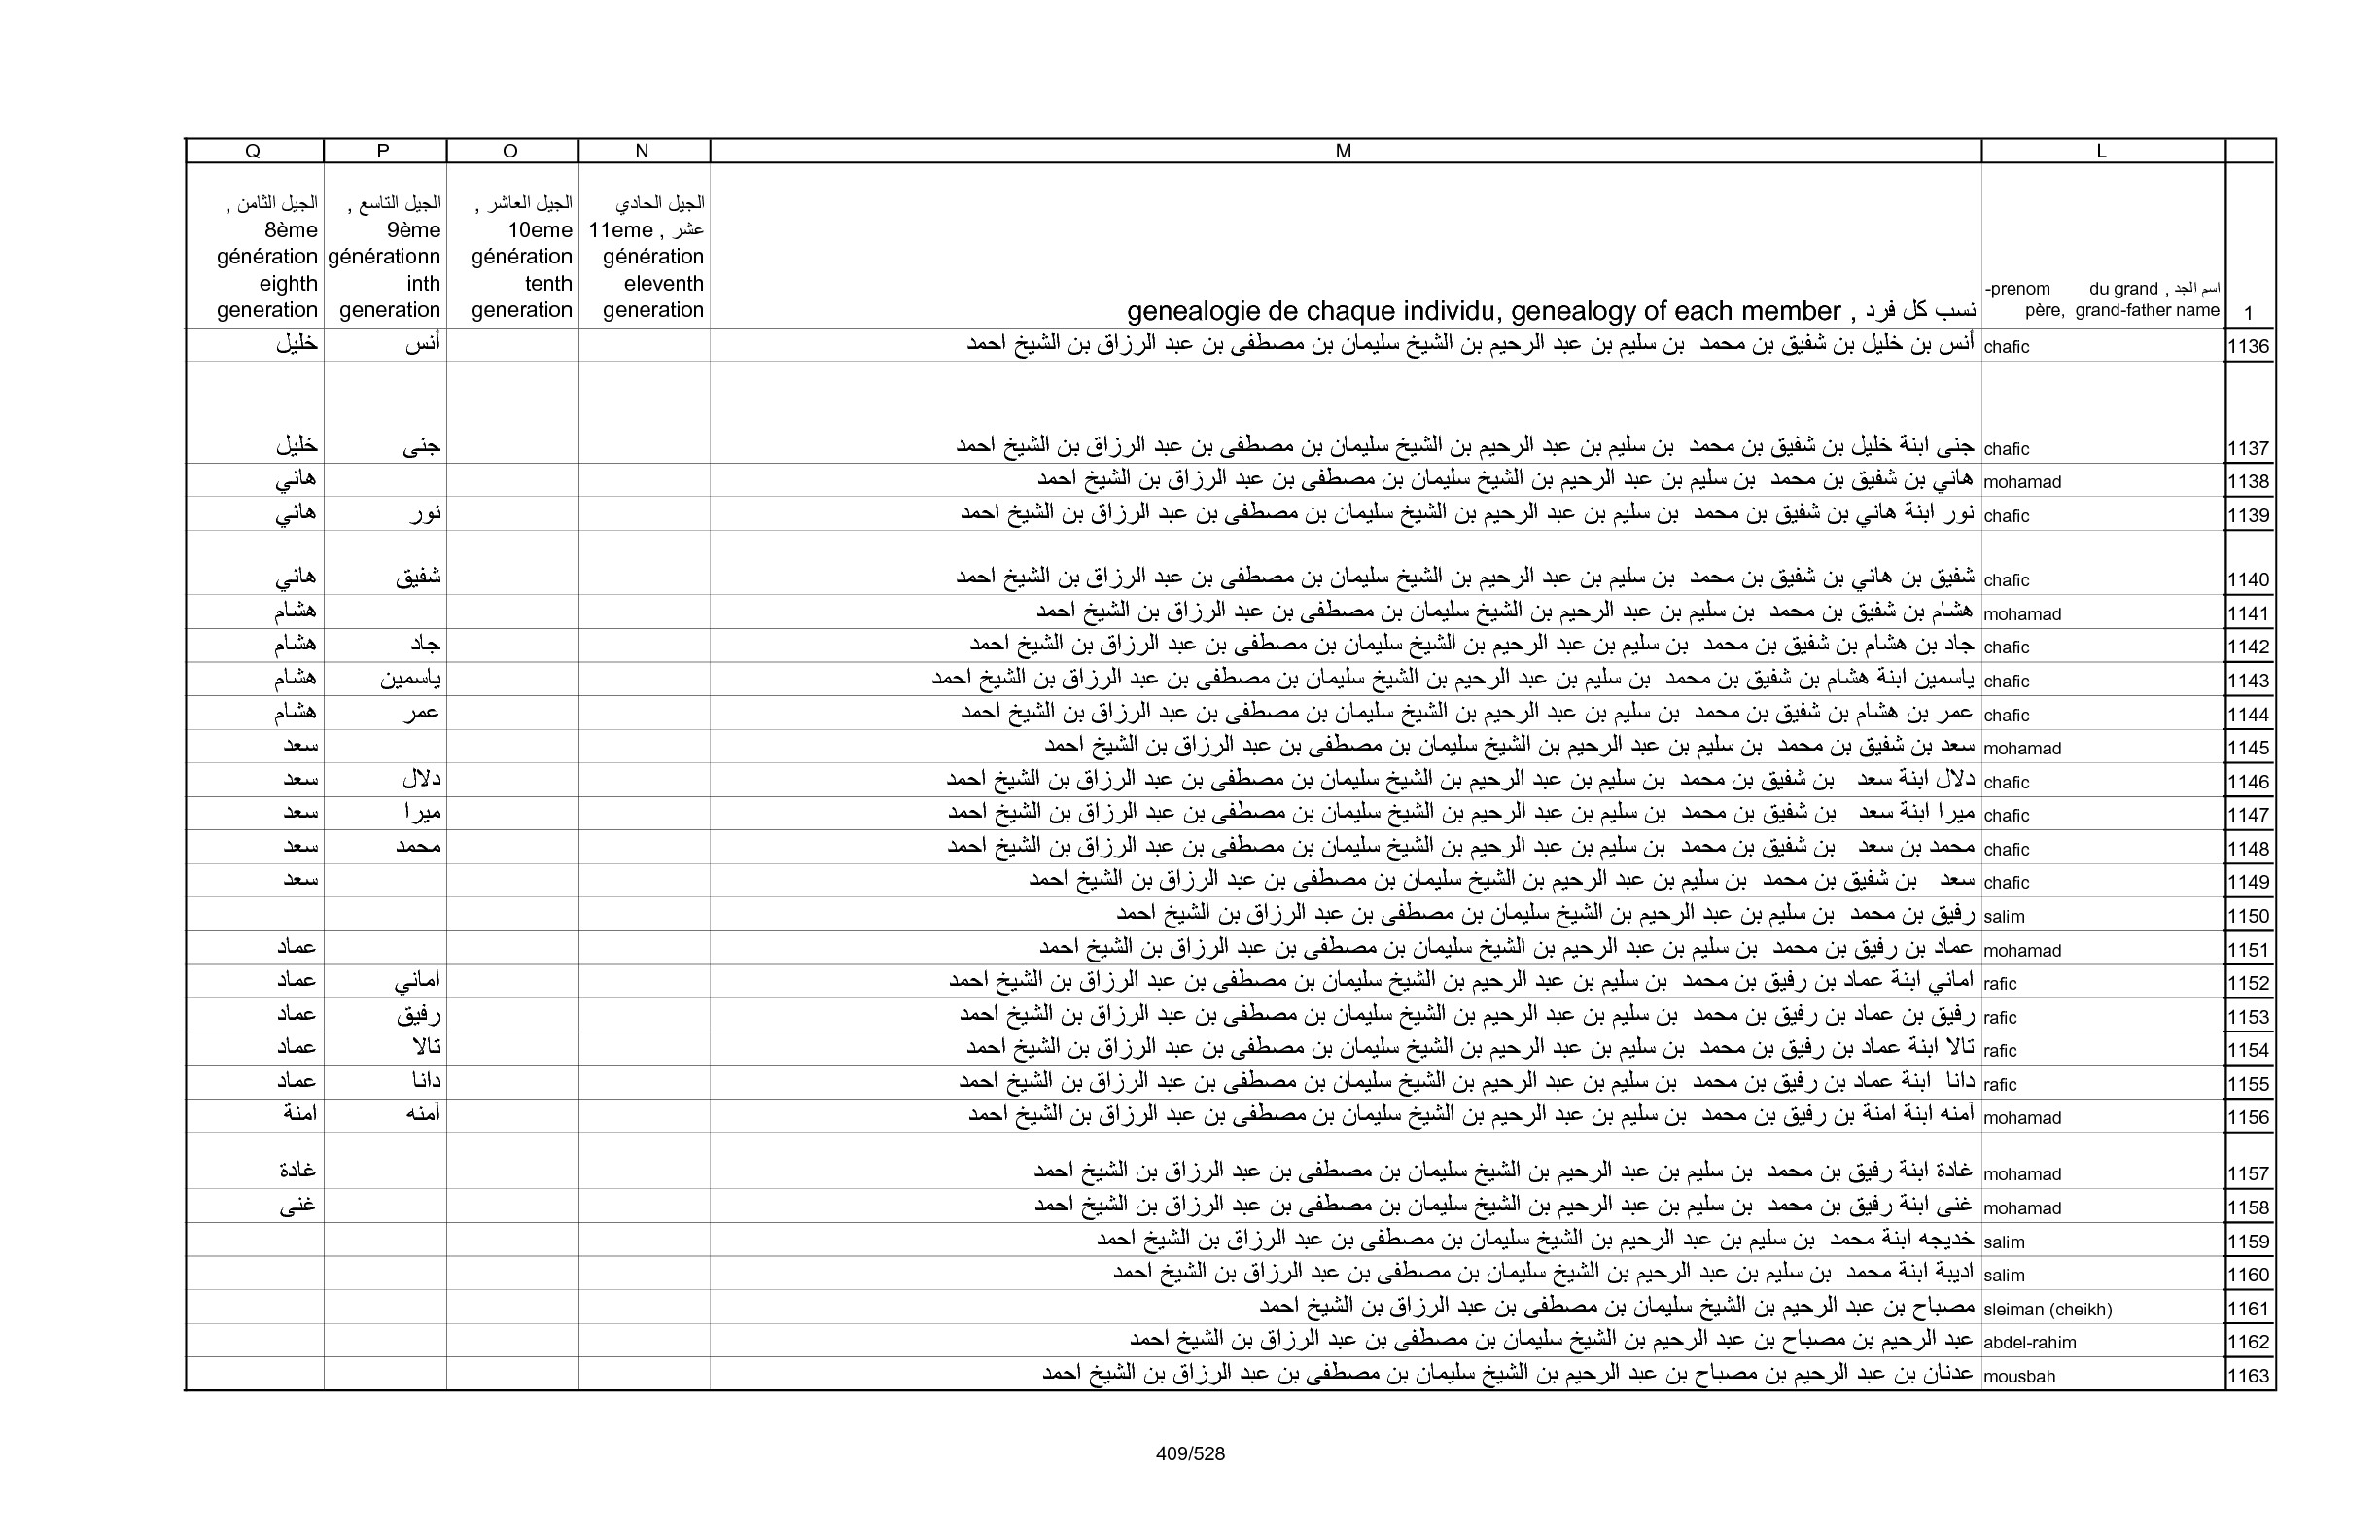 Q P O N M L
الجيل الثامن , 8ème génération eighth generation
الجيل التاسع , 9ème générationn inth generation
الجيل العاشر , 10eme génération tenth generation
الجيل الحادي عشر , 11eme génération eleventh generation
genealogie de chaque individu, genealogy of each member , نسب كل فرد
-prenom du grand , اسم الجد
père, grand-father name
1
خليل أنس أنس بن خليل بن شفيق بن محمد بن سليم بن عبد الرحيم بن الشيخ سليمان بن مصطفى بن عبد الرزاق بن الشيخ احمد chafic 1136
خليل جنى جنى ابنة خليل بن شفيق بن محمد بن سليم بن عبد الرحيم بن الشيخ سليمان بن مصطفى بن عبد الرزاق بن الشيخ احمد chafic 1137
هاني هاني بن شفيق بن محمد بن سليم بن عبد الرحيم بن الشيخ سليمان بن مصطفى بن عبد الرزاق بن الشيخ احمد mohamad 1138
هاني نور نور ابنة هاني بن شفيق بن محمد بن سليم بن عبد الرحيم بن الشيخ سليمان بن مصطفى بن عبد الرزاق بن الشيخ احمد chafic 1139
هاني شفيق شفيق بن هاني بن شفيق بن محمد بن سليم بن عبد الرحيم بن الشيخ سليمان بن مصطفى بن عبد الرزاق بن الشيخ احمد chafic 1140
هشام هشام بن شفيق بن محمد بن سليم بن عبد الرحيم بن الشيخ سليمان بن مصطفى بن عبد الرزاق بن الشيخ احمد mohamad 1141
هشام جاد جاد بن هشام بن شفيق بن محمد بن سليم بن عبد الرحيم بن الشيخ سليمان بن مصطفى بن عبد الرزاق بن الشيخ احمد chafic 1142
هشام ياسمين ياسمين ابنة هشام بن شفيق بن محمد بن سليم بن عبد الرحيم بن الشيخ سليمان بن مصطفى بن عبد الرزاق بن الشيخ احمد chafic 1143
هشام عمر عمر بن هشام بن شفيق بن محمد بن سليم بن عبد الرحيم بن الشيخ سليمان بن مصطفى بن عبد الرزاق بن الشيخ احمد chafic 1144
سعد سعد بن شفيق بن محمد بن سليم بن عبد الرحيم بن الشيخ سليمان بن مصطفى بن عبد الرزاق بن الشيخ احمد mohamad 1145
سعد دلال دلال ابنة سعد بن شفيق بن محمد بن سليم بن عبد الرحيم بن الشيخ سليمان بن مصطفى بن عبد الرزاق بن الشيخ احمد chafic 1146
سعد ميرا ميرا ابنة سعد بن شفيق بن محمد بن سليم بن عبد الرحيم بن الشيخ سليمان بن مصطفى بن عبد الرزاق بن الشيخ احمد chafic 1147
سعد محمد محمد بن سعد بن شفيق بن محمد بن سليم بن عبد الرحيم بن الشيخ سليمان بن مصطفى بن عبد الرزاق بن الشيخ احمد chafic 1148
سعد سعد بن شفيق بن محمد بن سليم بن عبد الرحيم بن الشيخ سليمان بن مصطفى بن عبد الرزاق بن الشيخ احمد chafic 1149
رفيق بن محمد بن سليم بن عبد الرحيم بن الشيخ سليمان بن مصطفى بن عبد الرزاق بن الشيخ احمد salim 1150
عماد عماد بن رفيق بن محمد بن سليم بن عبد الرحيم بن الشيخ سليمان بن مصطفى بن عبد الرزاق بن الشيخ احمد mohamad 1151
عماد اماني اماني ابنة عماد بن رفيق بن محمد بن سليم بن عبد الرحيم بن الشيخ سليمان بن مصطفى بن عبد الرزاق بن الشيخ احمد rafic 1152
عماد رفيق رفيق بن عماد بن رفيق بن محمد بن سليم بن عبد الرحيم بن الشيخ سليمان بن مصطفى بن عبد الرزاق بن الشيخ احمد rafic 1153
عماد تالا تالا ابنة عماد بن رفيق بن محمد بن سليم بن عبد الرحيم بن الشيخ سليمان بن مصطفى بن عبد الرزاق بن الشيخ احمد rafic 1154
عماد دانا دانا ابنة عماد بن رفيق بن محمد بن سليم بن عبد الرحيم بن الشيخ سليمان بن مصطفى بن عبد الرزاق بن الشيخ احمد rafic 1155
امنة آمنه آمنه ابنة امنة بن رفيق بن محمد بن سليم بن عبد الرحيم بن الشيخ سليمان بن مصطفى بن عبد الرزاق بن الشيخ احمد mohamad 1156
غادة غادة ابنة رفيق بن محمد بن سليم بن عبد الرحيم بن الشيخ سليمان بن مصطفى بن عبد الرزاق بن الشيخ احمد mohamad 1157
غنى غنى ابنة رفيق بن محمد بن سليم بن عبد الرحيم بن الشيخ سليمان بن مصطفى بن عبد الرزاق بن الشيخ احمد mohamad 1158
خديجه ابنة محمد بن سليم بن عبد الرحيم بن الشيخ سليمان بن مصطفى بن عبد الرزاق بن الشيخ احمد salim 1159
اديبة ابنة محمد بن سليم بن عبد الرحيم بن الشيخ سليمان بن مصطفى بن عبد الرزاق بن الشيخ احمد salim 1160
مصباح بن عبد الرحيم بن الشيخ سليمان بن مصطفى بن عبد الرزاق بن الشيخ احمد sleiman (cheikh) 1161
عبد الرحيم بن مصباح بن عبد الرحيم بن الشيخ سليمان بن مصطفى بن عبد الرزاق بن الشيخ احمد abdel-rahim 1162
عدنان بن عبد الرحيم بن مصباح بن عبد الرحيم بن الشيخ سليمان بن مصطفى بن عبد الرزاق بن الشيخ احمد mousbah 1163
409/528